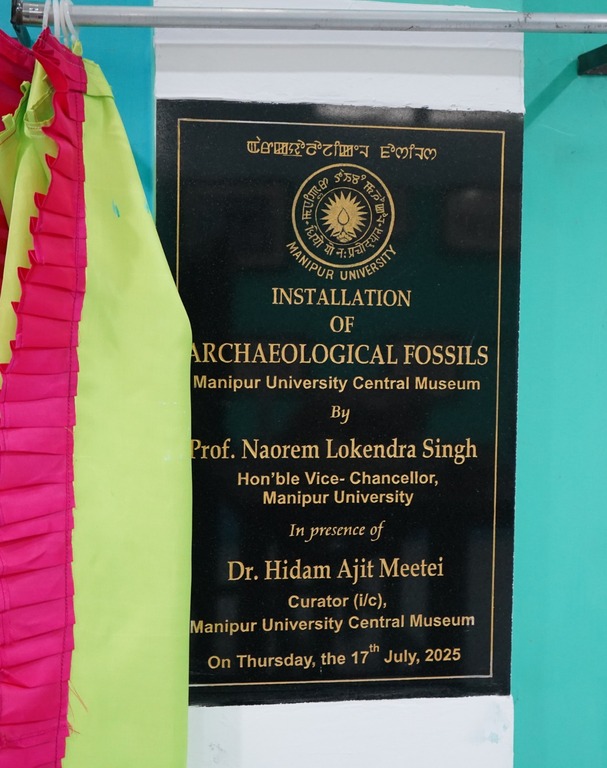 MANIPUR UNIVERSITY
INSTALLATION
OF
ARCHAEOLOGICAL FOSSILS
Manipur University Central Museum
By
Prof. Naorem Lokendra Singh
Hon'ble Vice- Chancellor,
Manipur University
In presence of
Dr. Hidam Ajit Meetei
Curator (i/c),
Manipur University Central Museum
On Thursday, the 17th July, 2025